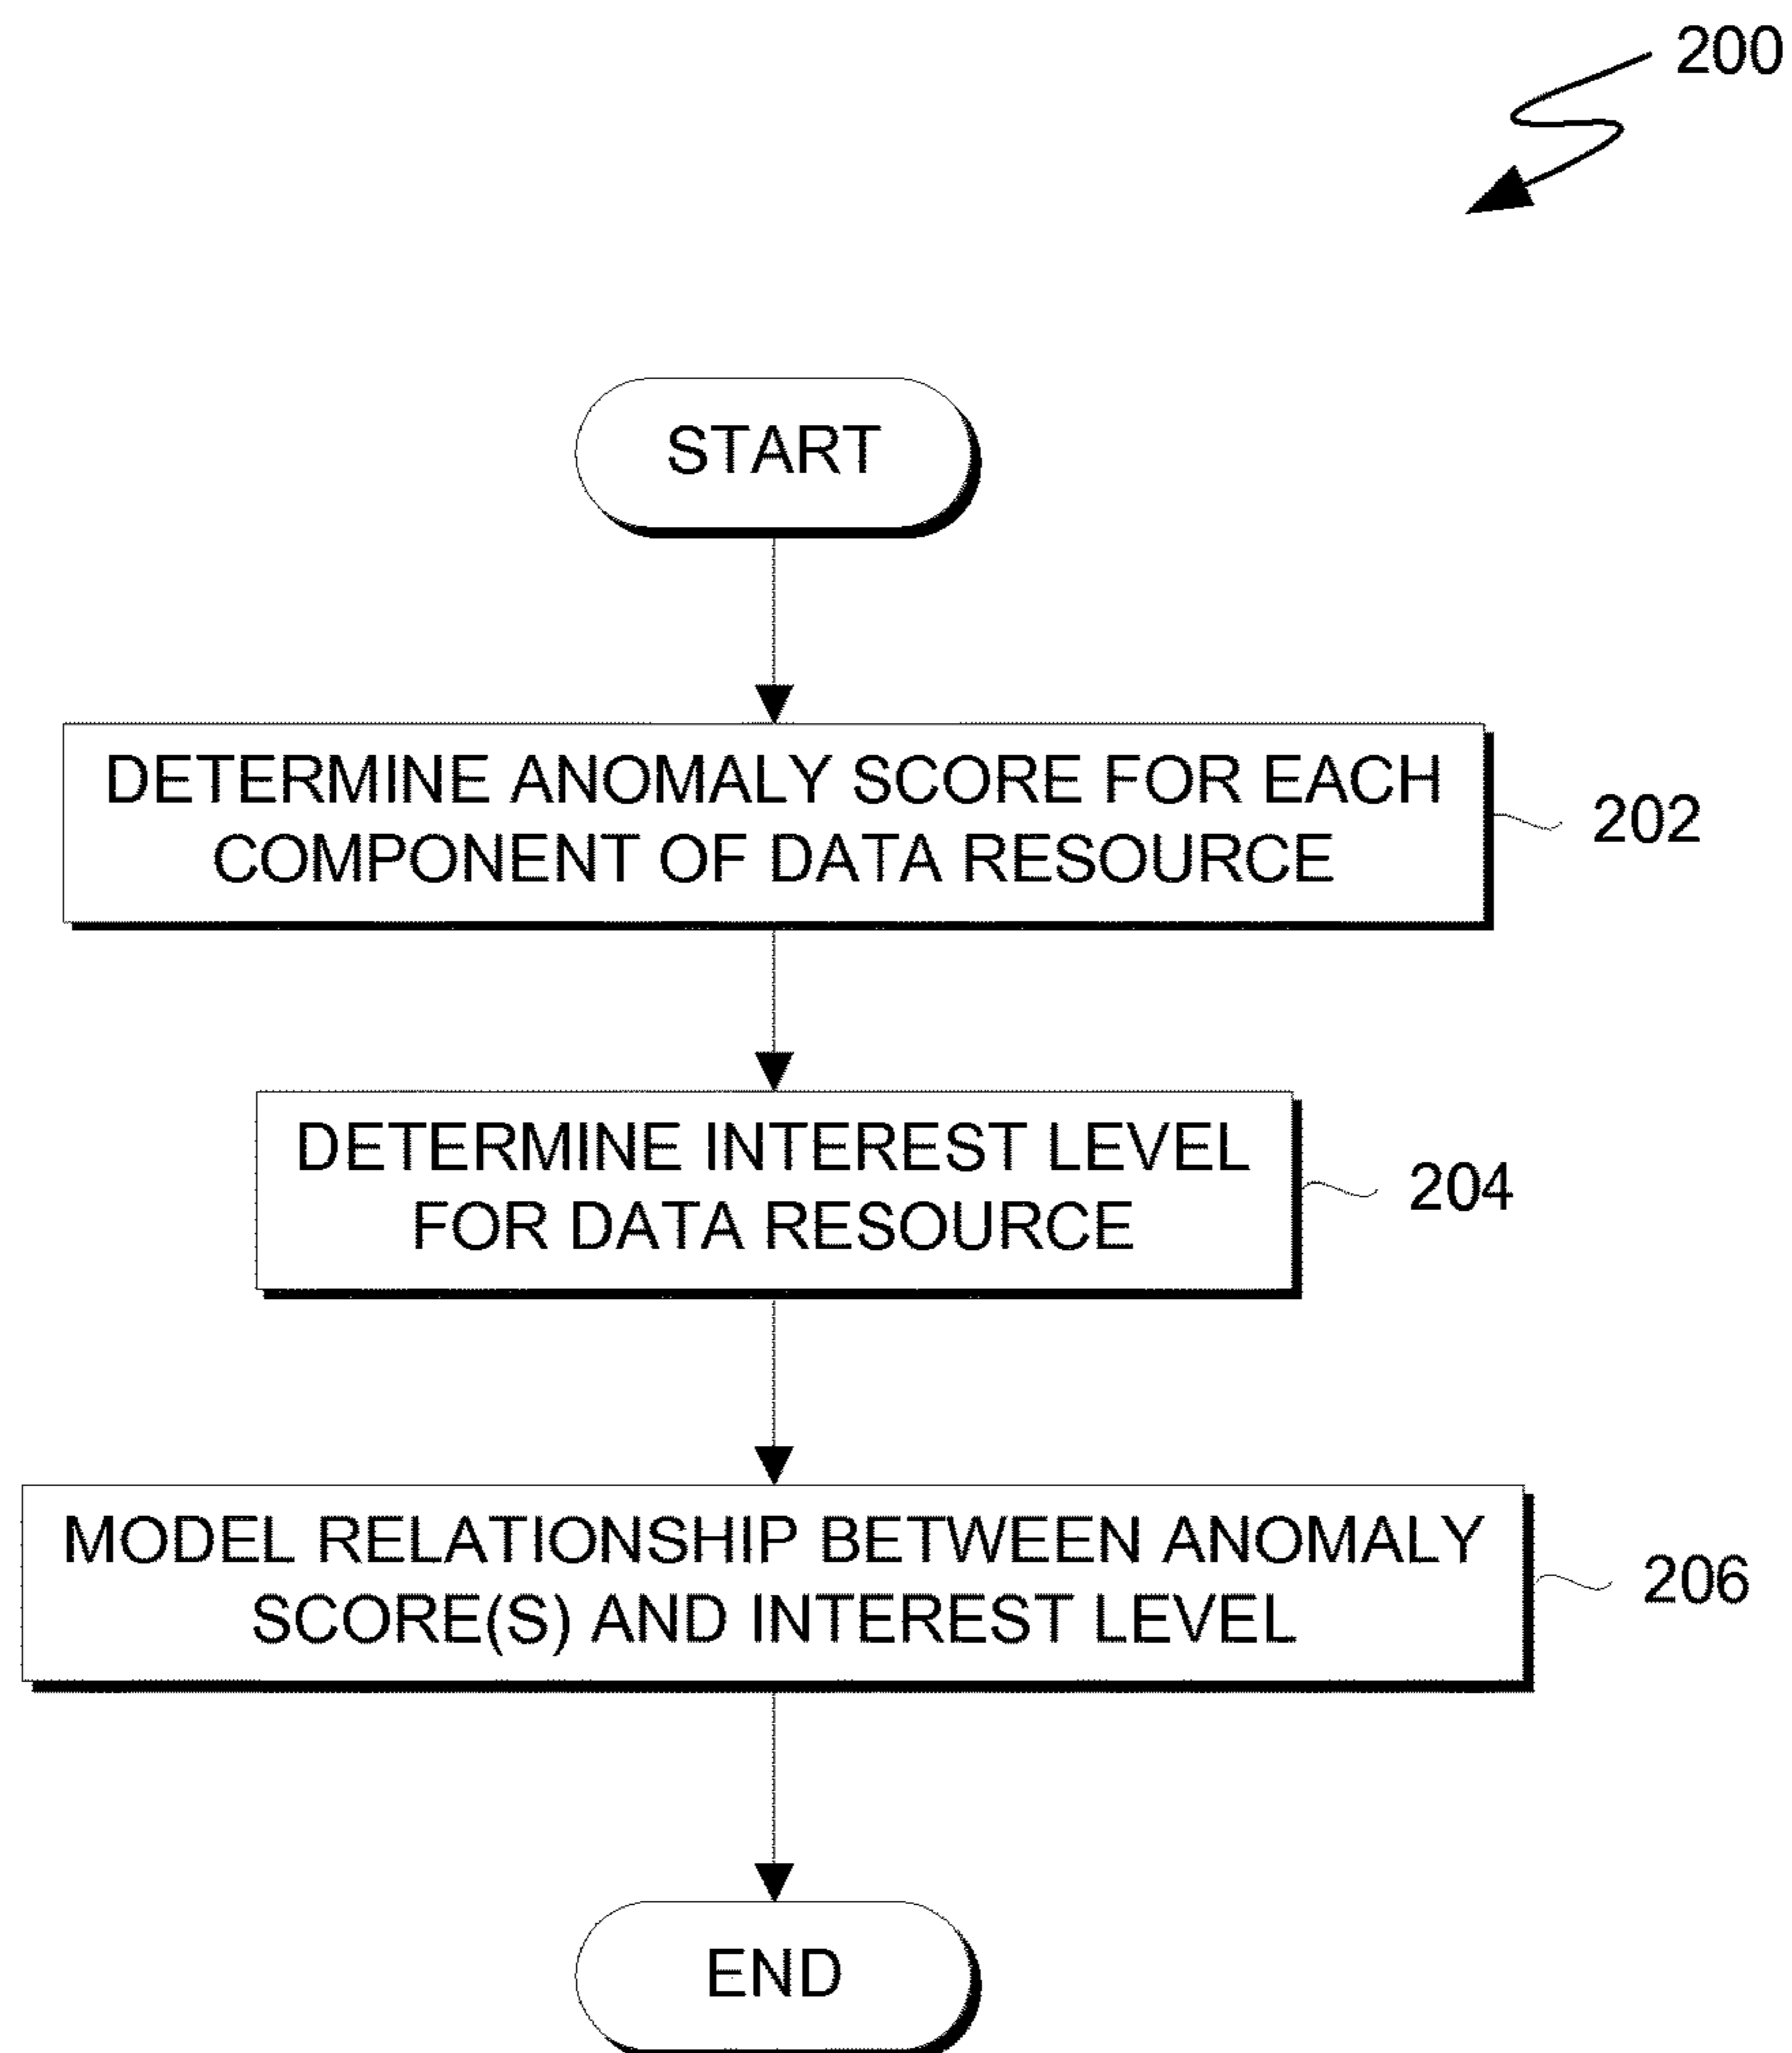 200
START
DETERMINE ANOMALY SCORE FOR EACH
COMPONENT OF DATA RESOURCE
202
DETERMINE INTEREST LEVEL
FOR DATA RESOURCE
204
MODEL RELATIONSHIP BETWEEN ANOMALY
SCORE(S) AND INTEREST LEVEL
206
END